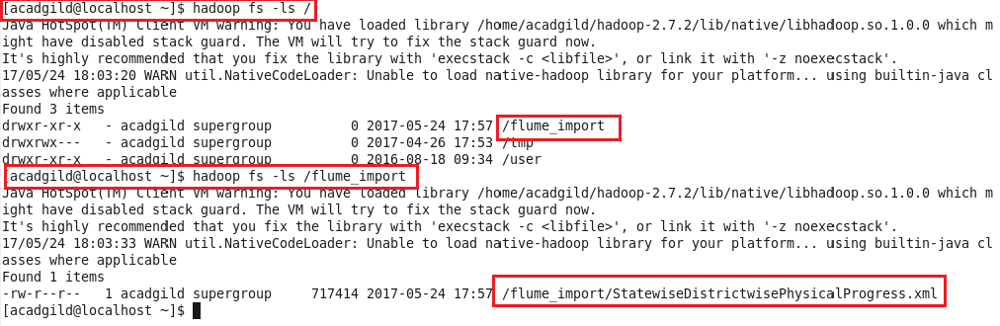 [acadgild@localhost ~]$ hadoop fs -ls /
Java HotSpot(TM) Client VM warning: You have loaded library /home/acadgild/hadoop-2.7.2/lib/native/libhadoop.so.1.0.0 which m
ight have disabled stack guard. The VM will try to fix the stack guard now.
It's highly recommended that you fix the library with 'execstack -c <libfile>', or link it with '-z noexecstack'.
17/05/24 18:03:20 WARN util.NativeCodeLoader: Unable to load native-hadoop library for your platform... using builtin-java cl
asses where applicable
Found 3 items
drwxr-xr-x   - acadgild supergroup          0 2017-05-24 17:57 /flume_import
drwxrwx---   - acadgild supergroup          0 2017-04-26 17:53 /tmp
drwxr-xr-x   - acadgild supergroup          0 2016-08-18 09:34 /user
[acadgild@localhost ~]$ hadoop fs -ls /flume_import
Java HotSpot(TM) Client VM warning: You have loaded library /home/acadgild/hadoop-2.7.2/lib/native/libhadoop.so.1.0.0 which m
ight have disabled stack guard. The VM will try to fix the stack guard now.
It's highly recommended that you fix the library with 'execstack -c <libfile>', or link it with '-z noexecstack'.
17/05/24 18:03:33 WARN util.NativeCodeLoader: Unable to load native-hadoop library for your platform... using builtin-java cl
asses where applicable
Found 1 items
-rw-r--r--   1 acadgild supergroup     717414 2017-05-24 17:57 /flume_import/StatewiseDistrictwisePhysicalProgress.xml
[acadgild@localhost ~]$